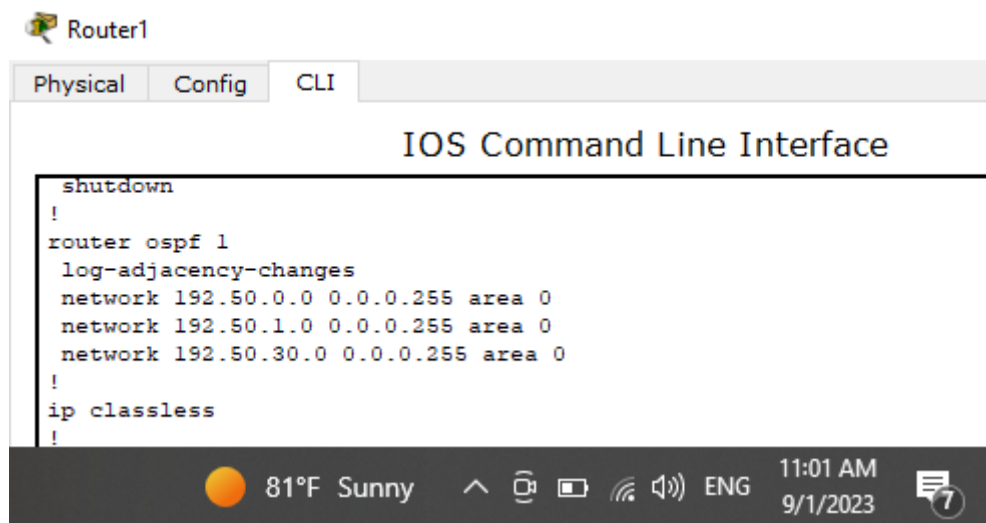 Router1
Physical Config CLI
IOS Command Line Interface
shutdown
!
router ospf 1
log-adjacency-changes
network 192.50.0.0 0.0.0.255 area 0
network 192.50.1.0 0.0.0.255 area 0
network 192.50.30.0 0.0.0.255 area 0
!
ip classless
!
81°F Sunny ENG 11:01 AM
9/1/2023 7